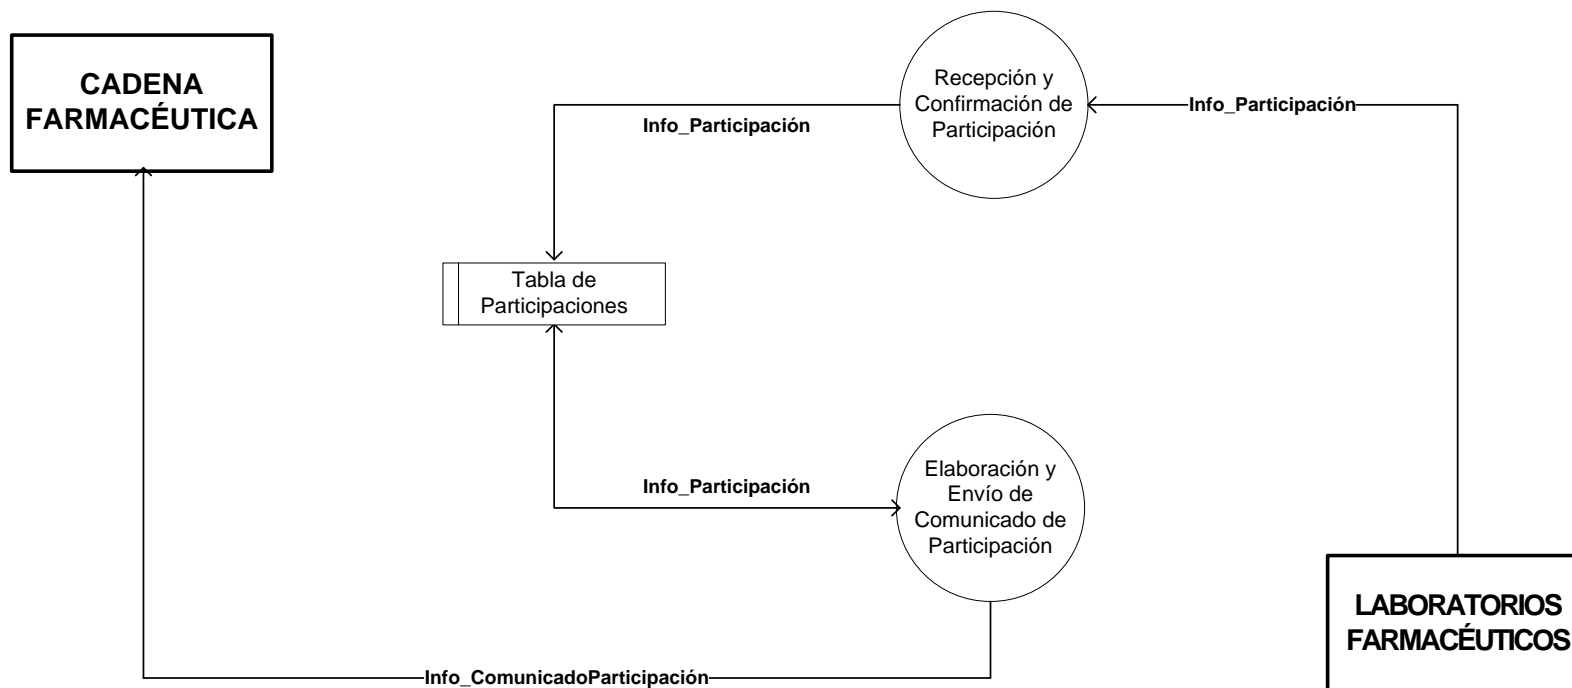 CADENA
FARMACÉUTICA
Recepción y
Confirmación de
Participación
Info_Participación
Info_Participación
Tabla de
Participaciones
Info_Participación
Elaboración y
Envío de
Comunicado de
Participación
LABORATORIOS
FARMACÉUTICOS
Info_ComunicadoParticipación